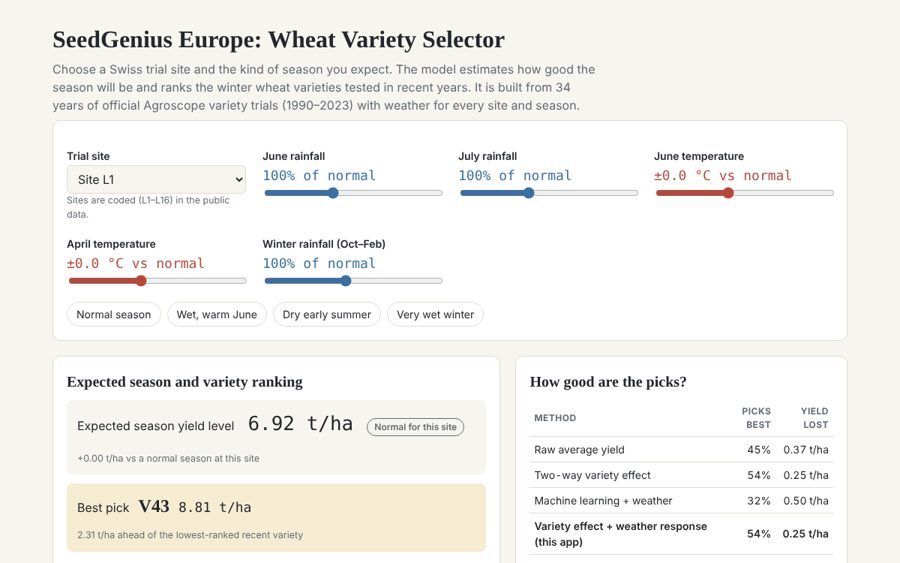 SeedGenius Europe: Wheat Variety Selector
Choose a Swiss trial site and the kind of season you expect. The model estimates how good the
season will be and ranks the winter wheat varieties tested in recent years. It is built from 34
years of official Agroscope variety trials (1990–2023) with weather for every site and season.
Trial site
Site L1
Sites are coded (L1–L16) in the public
data.
June rainfall
100% of normal
July rainfall
100% of normal
June temperature
±0.0 °C vs normal
April temperature
±0.0 °C vs normal
Winter rainfall (Oct–Feb)
100% of normal
Normal season
Wet, warm June
Dry early summer
Very wet winter
Expected season and variety ranking
Expected season yield level 6.92 t/ha Normal for this site
+0.00 t/ha vs a normal season at this site
Best pick V43 8.81 t/ha
2.31 t/ha ahead of the lowest-ranked recent variety
How good are the picks?
METHOD PICKS BEST YIELD LOST
Raw average yield 45% 0.37 t/ha
Two-way variety effect 54% 0.25 t/ha
Machine learning + weather 32% 0.50 t/ha
Variety effect + weather response
(this app) 54% 0.25 t/ha